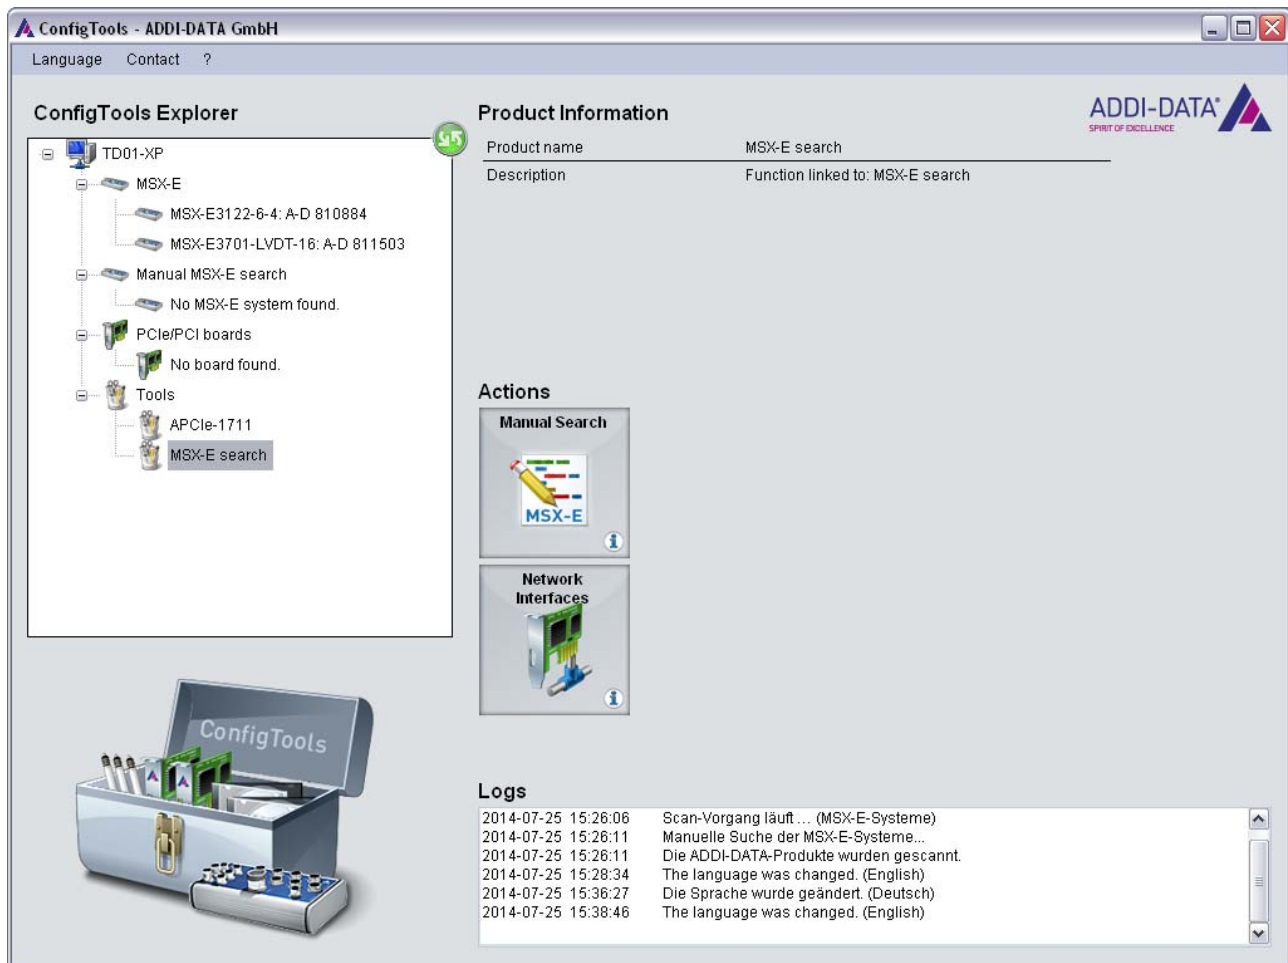 ConfigTools - ADDI-DATA GmbH
Language Contact ?
ConfigTools Explorer
TD01-XP
MSX-E
MSX-E3122-6-4: A-D 810884
MSX-E3701-LVDT-16: A-D 811503
Manual MSX-E search
No MSX-E system found.
PCIe/PCI boards
No board found.
Tools
APCIe-1711
MSX-E search
ConfigTools
Product Information
ADDI-DATA®
SPIRIT OF EXCELLENCE
Product name MSX-E search
Description Function linked to: MSX-E search
Actions
Manual Search
MSX-E
Network
Interfaces
Logs
2014-07-25 15:26:06 Scan-Vorgang läuft ... (MSX-E-Systeme)
2014-07-25 15:26:11 Manuelle Suche der MSX-E-Systeme...
2014-07-25 15:26:11 Die ADDI-DATA-Produkte wurden gescannt.
2014-07-25 15:28:34 The language was changed. (English)
2014-07-25 15:36:27 Die Sprache wurde geändert. (Deutsch)
2014-07-25 15:38:46 The language was changed. (English)